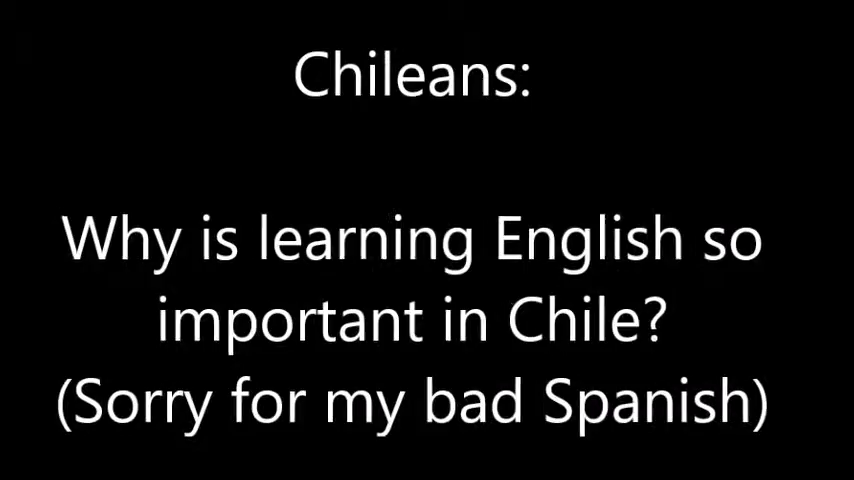 Chileans:
Why is learning English so
important in Chile?
(Sorry for my bad Spanish)